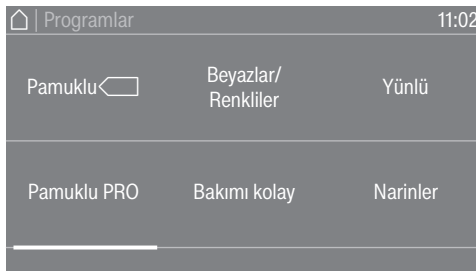 | Programlar 11:02
Pamuklu
Beyazlar/
Renkliler
Yünlü
Pamuklu PRO
Bakımı kolay
Narinler